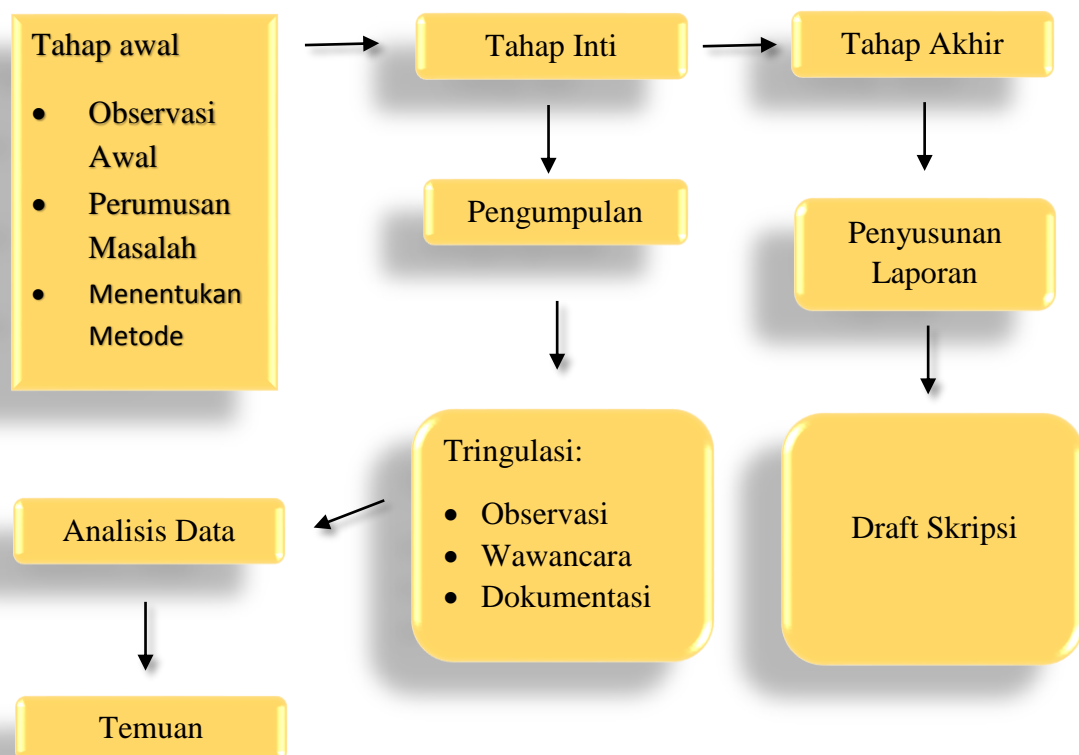 Tahap awal
• Observasi
Awal
• Perumusan
Masalah
• Menentukan
Metode
Tahap Inti
Pengumpulan
Tringulasi:
• Observasi
• Wawancara
• Dokumentasi
Analisis Data
Temuan
Tahap Akhir
Penyusunan
Laporan
Draft Skripsi